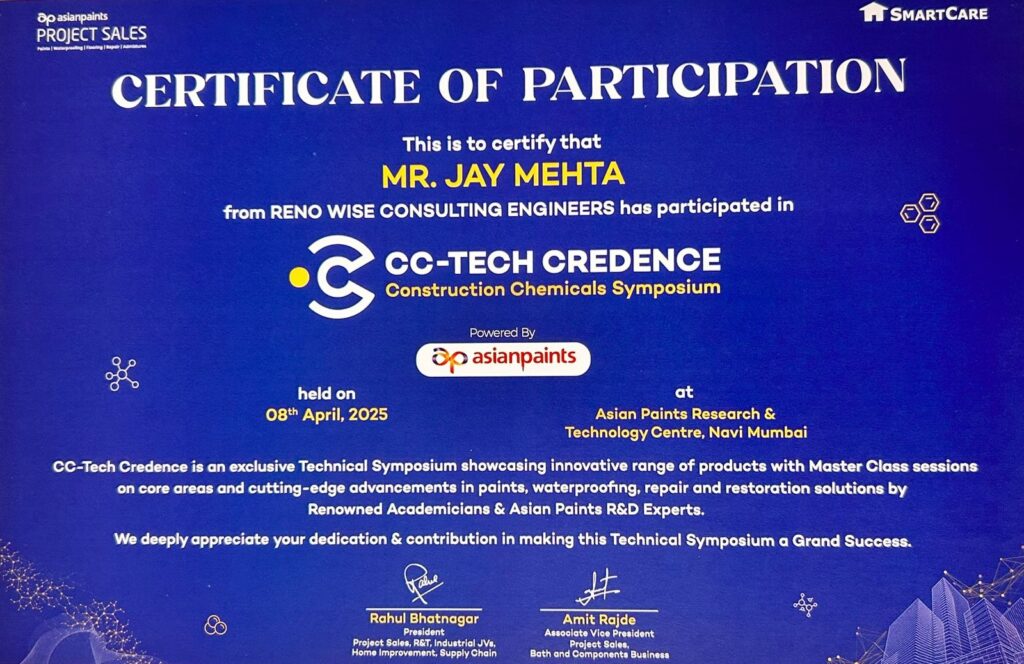 asianpaints
PROJECT SALES
Paints | Waterproofing | Flooring | Repair | Admixtures
SMARTCARE
CERTIFICATE OF PARTICIPATION
This is to certify that
MR. JAY MEHTA
from RENO WISE CONSULTING ENGINEERS has participated in
CC-TECH CREDENCE
Construction Chemicals Symposium
Powered By
asianpaints
held on
08th April, 2025
at
Asian Paints Research &
Technology Centre, Navi Mumbai
CC-Tech Credence is an exclusive Technical Symposium showcasing innovative range of products with Master Class sessions
on core areas and cutting-edge advancements in paints, waterproofing, repair and restoration solutions by
Renowned Academicians & Asian Paints R&D Experts.
We deeply appreciate your dedication & contribution in making this Technical Symposium a Grand Success.
Rahul Bhatnagar
President
Project Sales, R&T, Industrial JVs,
Home Improvement, Supply Chain
Amit Rajde
Associate Vice President
Project Sales,
Bath and Components Business